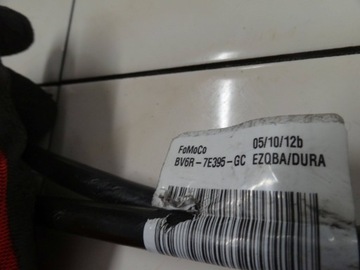 FoMoCo 05/10/12b
BV6R-7E395-GC EZQBA/DURA